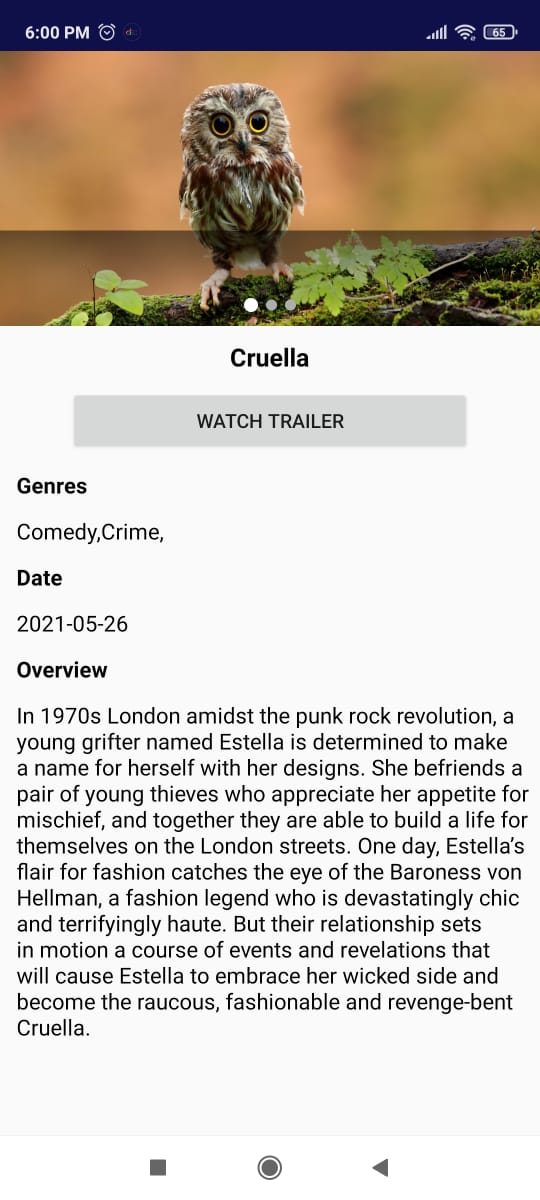 6:00 PM
65
Cruella
WATCH TRAILER
Genres
Comedy,Crime,
Date
2021-05-26
Overview
In 1970s London amidst the punk rock revolution, a
young grifter named Estella is determined to make
a name for herself with her designs. She befriends a
pair of young thieves who appreciate her appetite for
mischief, and together they are able to build a life for
themselves on the London streets. One day, Estella’s
flair for fashion catches the eye of the Baroness von
Hellman, a fashion legend who is devastatingly chic
and terrifyingly haute. But their relationship sets
in motion a course of events and revelations that
will cause Estella to embrace her wicked side and
become the raucous, fashionable and revenge-bent
Cruella.